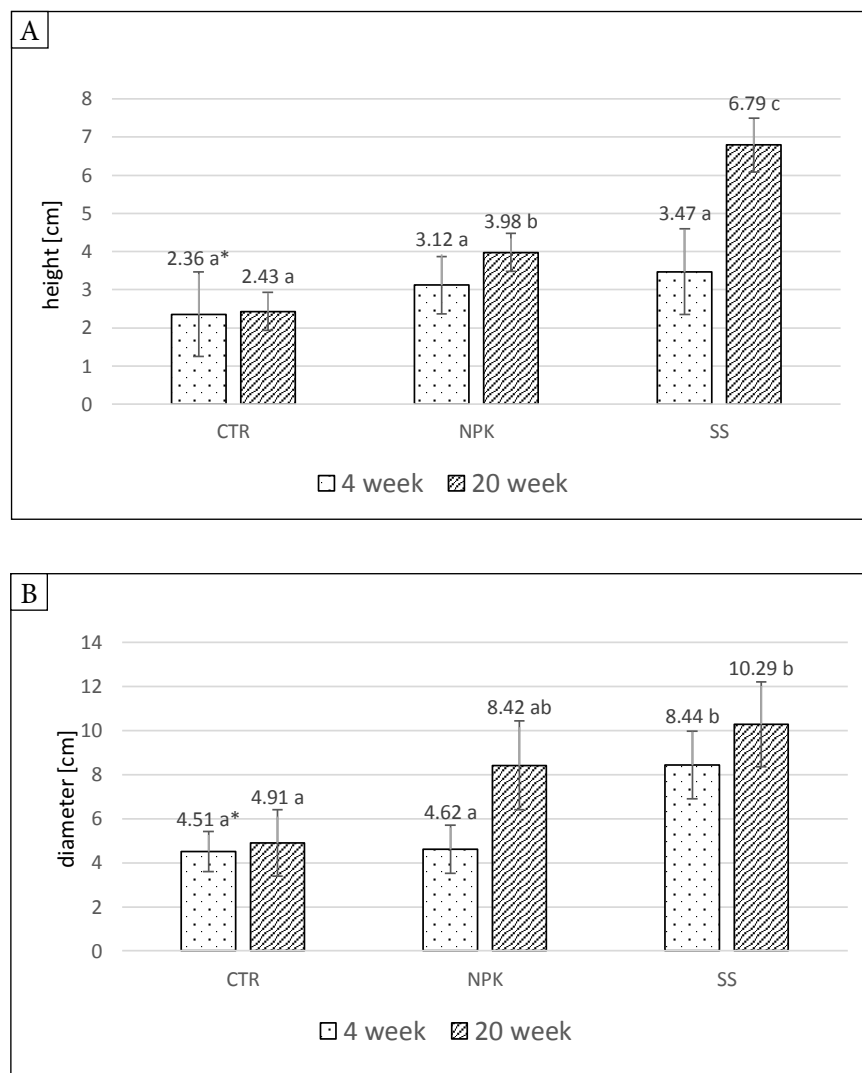 A
8
7
6
5
4
3
2
1
0
height [cm]
2.36 a*
2.43 a
3.12 a
3.98 b
3.47 a
6.79 c
CTR
NPK
SS
4 week
20 week
B
14
12
10
8
6
4
2
0
diameter [cm]
4.51 a*
4.91 a
4.62 a
8.42 ab
8.44 b
10.29 b
CTR
NPK
SS
4 week
20 week